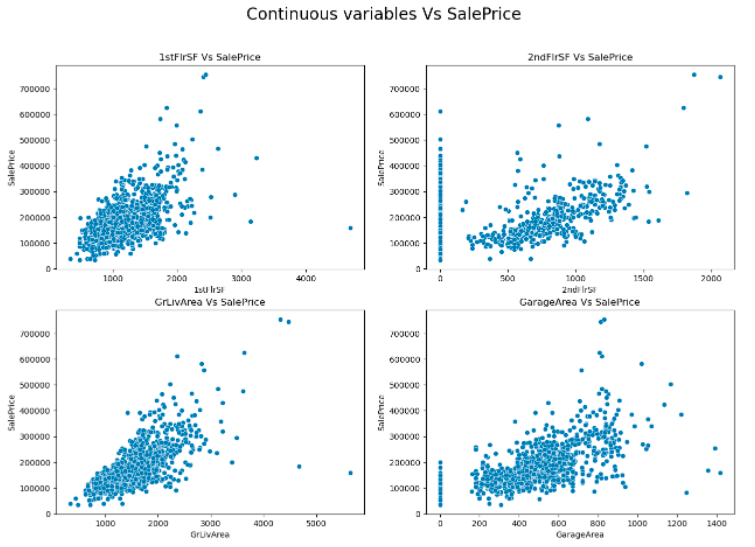 Continuous variables Vs SalePrice
1stFlrSF Vs SalePrice
700000
600000
500000
400000
300000
200000
100000
0
SalePrice
1000 2000 3000 4000
1stFlrSF
2ndFlrSF Vs SalePrice
700000
600000
500000
400000
300000
200000
100000
0
SalePrice
0 500 1000 1500 2000
2ndFlrSF
GrLivArea Vs SalePrice
700000
600000
500000
400000
300000
200000
100000
0
SalePrice
1000 2000 3000 4000 5000
GrLivArea
GarageArea Vs SalePrice
700000
600000
500000
400000
300000
200000
100000
0
SalePrice
0 200 400 600 800 1000 1200 1400
GarageArea